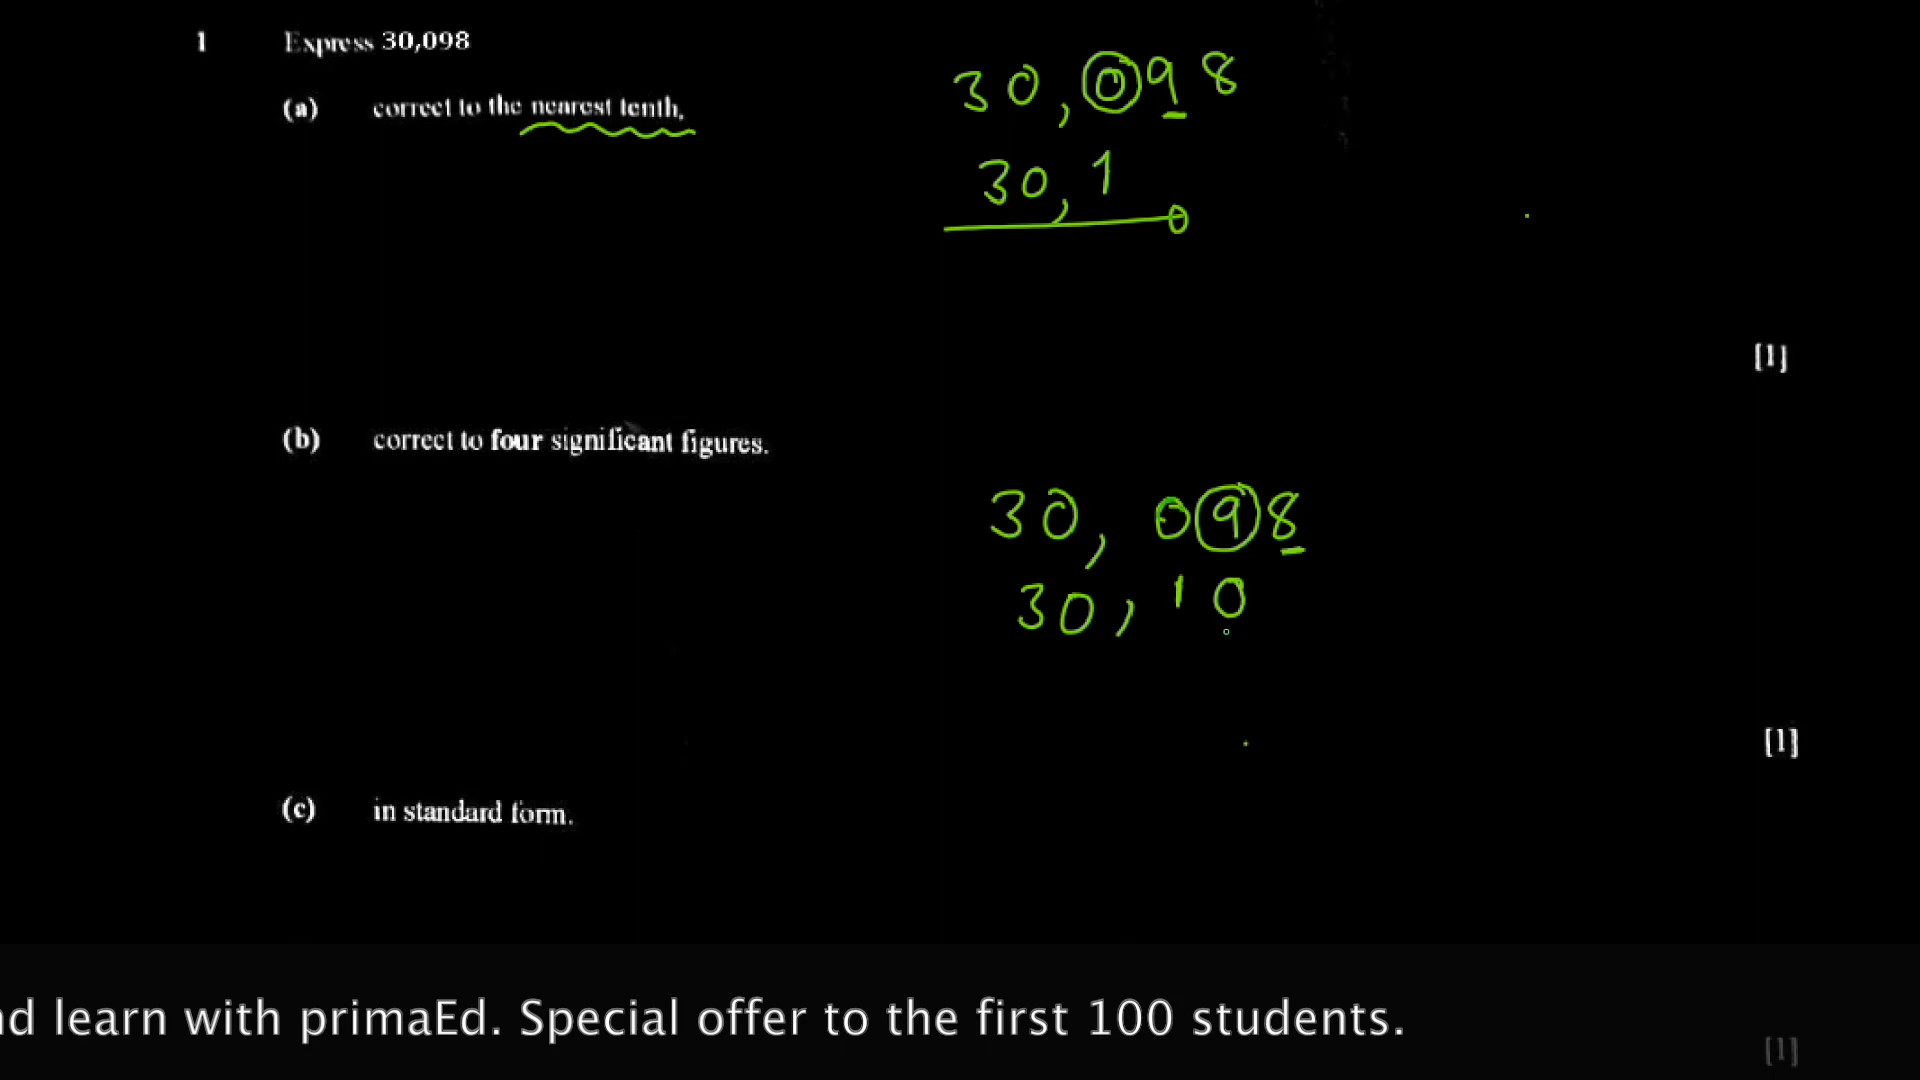 1 Express 30,098
(a) correct to the nearest tenth,
30,098
30,1
[1]
(b) correct to four significant figures.
30,098
30,10
[1]
(c) in standard form.
learn with primaEd. Special offer to the first 100 students.
[1]